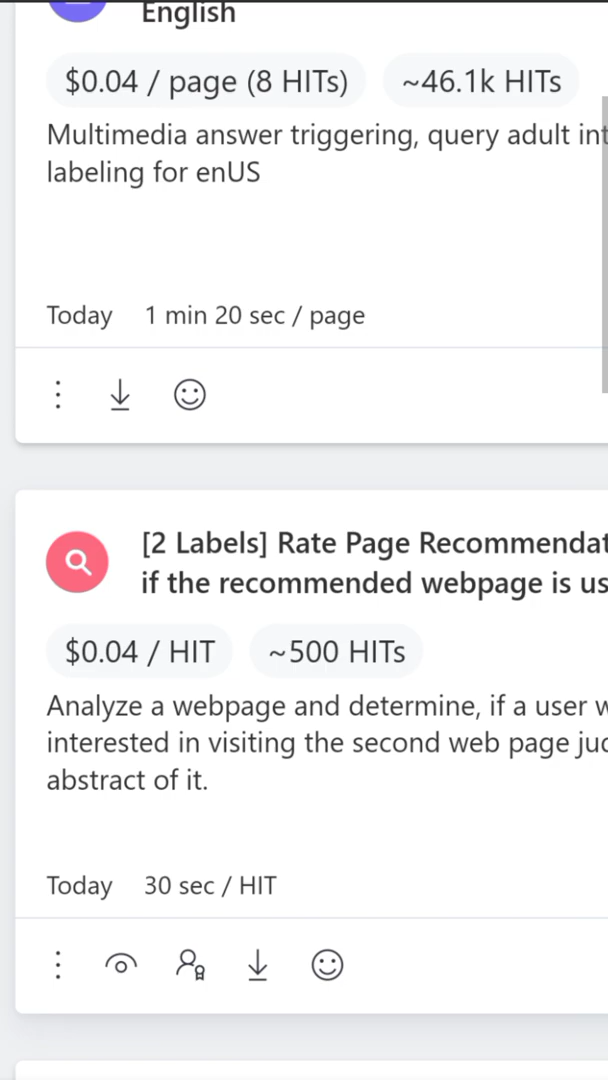 English
$0.04 / page (8 HITs) ~46.1k HITs
Multimedia answer triggering, query adult int
labeling for enUS
Today 1 min 20 sec / page
[2 Labels] Rate Page Recommendat
if the recommended webpage is us
$0.04 / HIT ~500 HITs
Analyze a webpage and determine, if a user w
interested in visiting the second web page jud
abstract of it.
Today 30 sec / HIT